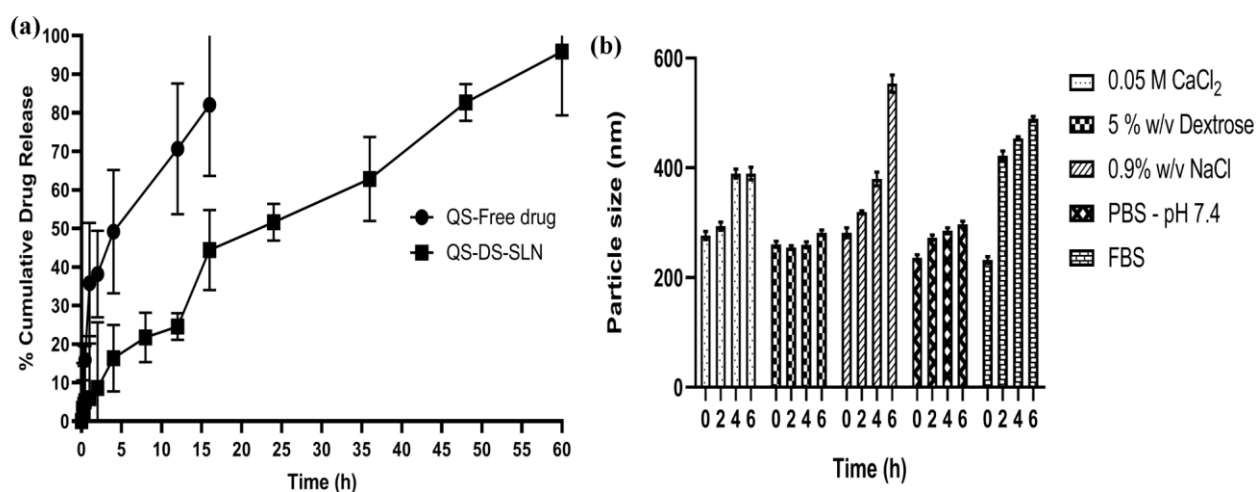 (a)
% Cumulative Drug Release
100
90
80
70
60
50
40
30
20
10
0
0 5 10 15 20 25 30 35 40 45 50 55 60
Time (h)
QS-Free drug
QS-DS-SLN
(b)
Particle size (nm)
600
400
200
0
0 2 4 6 0 2 4 6 0 2 4 6 0 2 4 6 0 2 4 6
Time (h)
0.05 M CaCl₂
5 % w/v Dextrose
0.9% w/v NaCl
PBS - pH 7.4
FBS